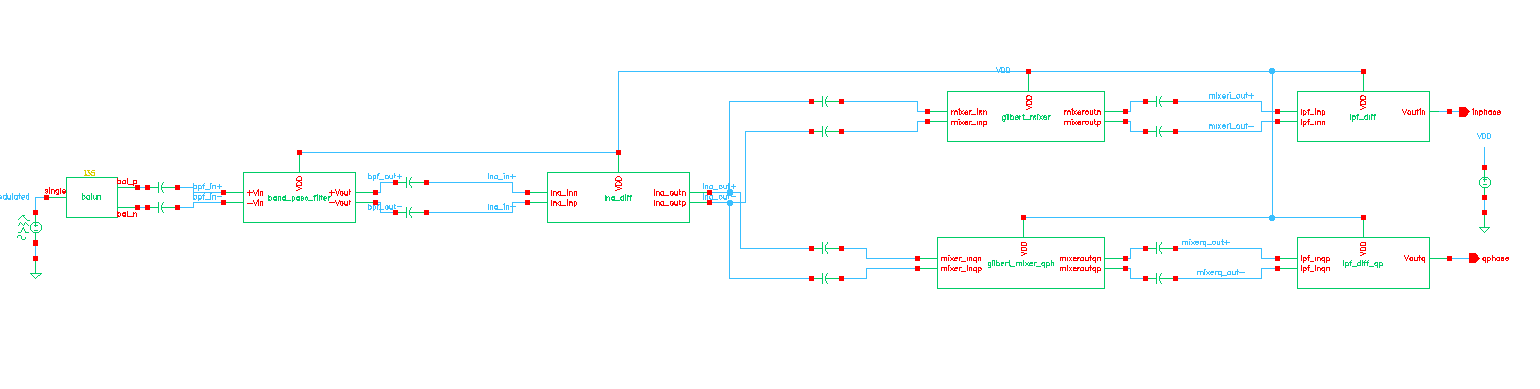 odulated
single
I35
balun
bal_p
bal_n
bpf_in+
bpf_in-
+Vin
-Vin
VDD
band_pass_filter
+Vout
-Vout
bpf_out+
bpf_out-
lna_in+
lna_in-
lna_inn
lna_inp
VDD
lna_diff
lna_outn
lna_outp
lna_out+
lna_out-
VDD
mixer_inn
mixer_inp
VDD
gilbert_mixer
mixeroutn
mixeroutp
mixeri_out+
mixeri_out-
lpf_inp
lpf_inn
VDD
lpf_diff
Voutin
inphase
VDD
mixer_inqn
mixer_inqp
VDD
gilbert_mixer_qph
mixeroutqn
mixeroutqp
mixerq_out+
mixerq_out-
lpf_inqp
lpf_inqn
VDD
lpf_diff_qp
Voutq
qphase